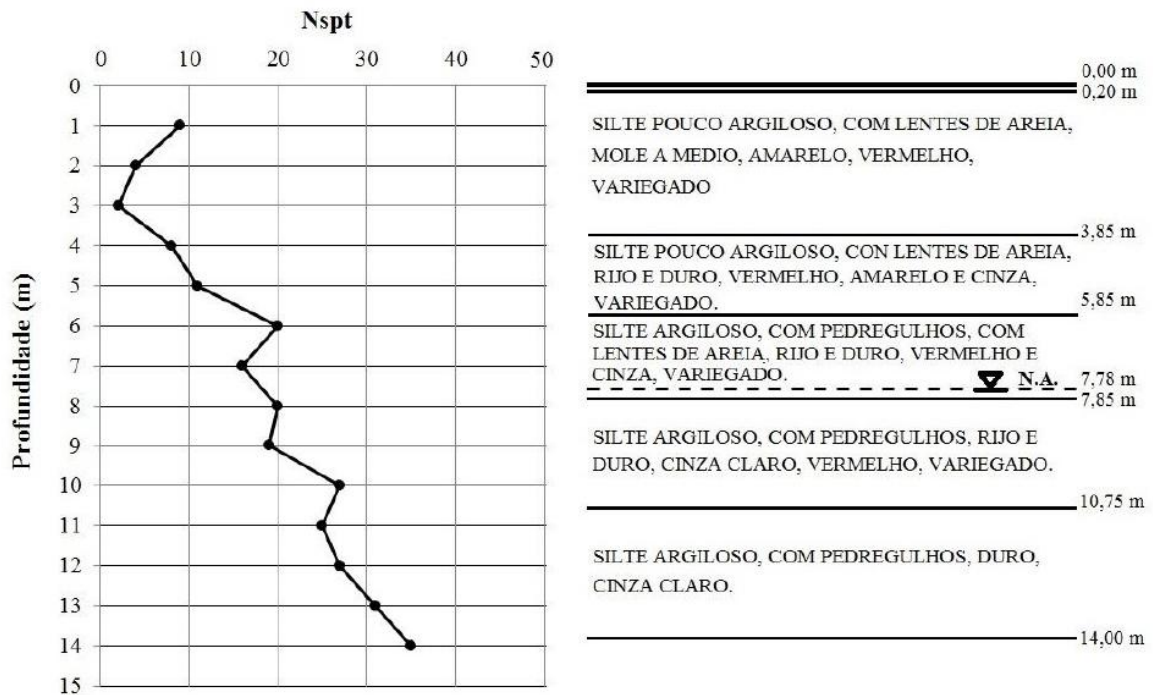 Nspt
0 10 20 30 40 50
Profundidade (m)
0
1
2
3
4
5
6
7
8
9
10
11
12
13
14
15
0,00 m
0,20 m
SILTE POUCO ARGILOSO, COM LENTES DE AREIA,
MOLE A MEDIO, AMARELO, VERMELHO,
VARIEGADO
3,85 m
SILTE POUCO ARGILOSO, CON LENTES DE AREIA,
RIJO E DURO, VERMELHO, AMARELO E CINZA,
VARIEGADO.
5,85 m
SILTE ARGILOSO, COM PEDREGULHOS, COM
LENTES DE AREIA, RIJO E DURO, VERMELHO E
CINZA, VARIEGADO.
N.A. 7,78 m
7,85 m
SILTE ARGILOSO, COM PEDREGULHOS, RIJO E
DURO, CINZA CLARO, VERMELHO, VARIEGADO.
10,75 m
SILTE ARGILOSO, COM PEDREGULHOS, DURO,
CINZA CLARO.
14,00 m